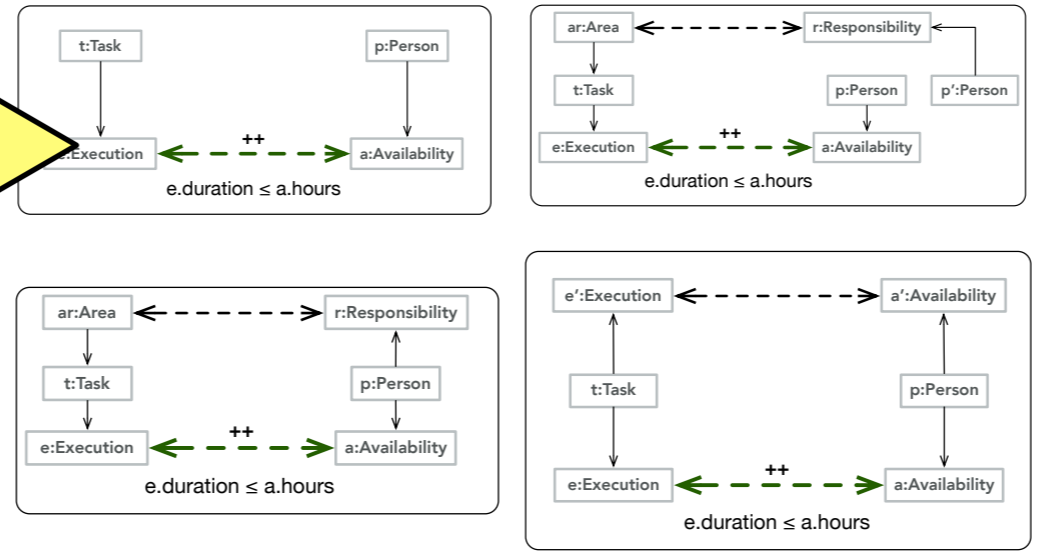 t:Task p:Person
:Execution ++ a:Availability
e.duration ≤ a.hours
ar:Area r:Responsibility
t:Task p:Person p':Person
e:Execution ++ a:Availability
e.duration ≤ a.hours
ar:Area r:Responsibility
t:Task p:Person
e:Execution ++ a:Availability
e.duration ≤ a.hours
e':Execution a':Availability
t:Task p:Person
e:Execution ++ a:Availability
e.duration ≤ a.hours